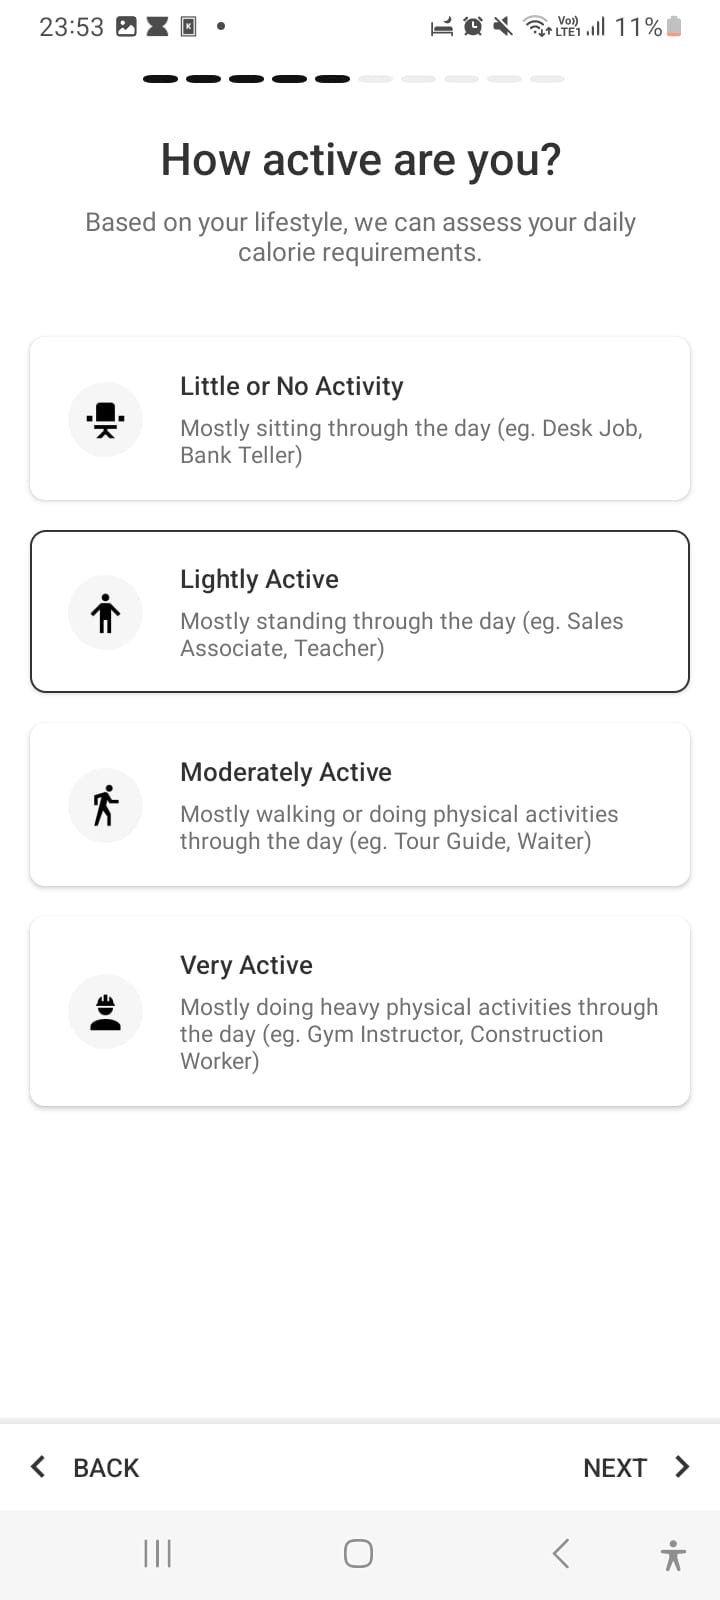 23:53
Vo))
LTE1
11%
How active are you?
Based on your lifestyle, we can assess your daily
calorie requirements.
Little or No Activity
Mostly sitting through the day (eg. Desk Job,
Bank Teller)
Lightly Active
Mostly standing through the day (eg. Sales
Associate, Teacher)
Moderately Active
Mostly walking or doing physical activities
through the day (eg. Tour Guide, Waiter)
Very Active
Mostly doing heavy physical activities through
the day (eg. Gym Instructor, Construction
Worker)
BACK
NEXT